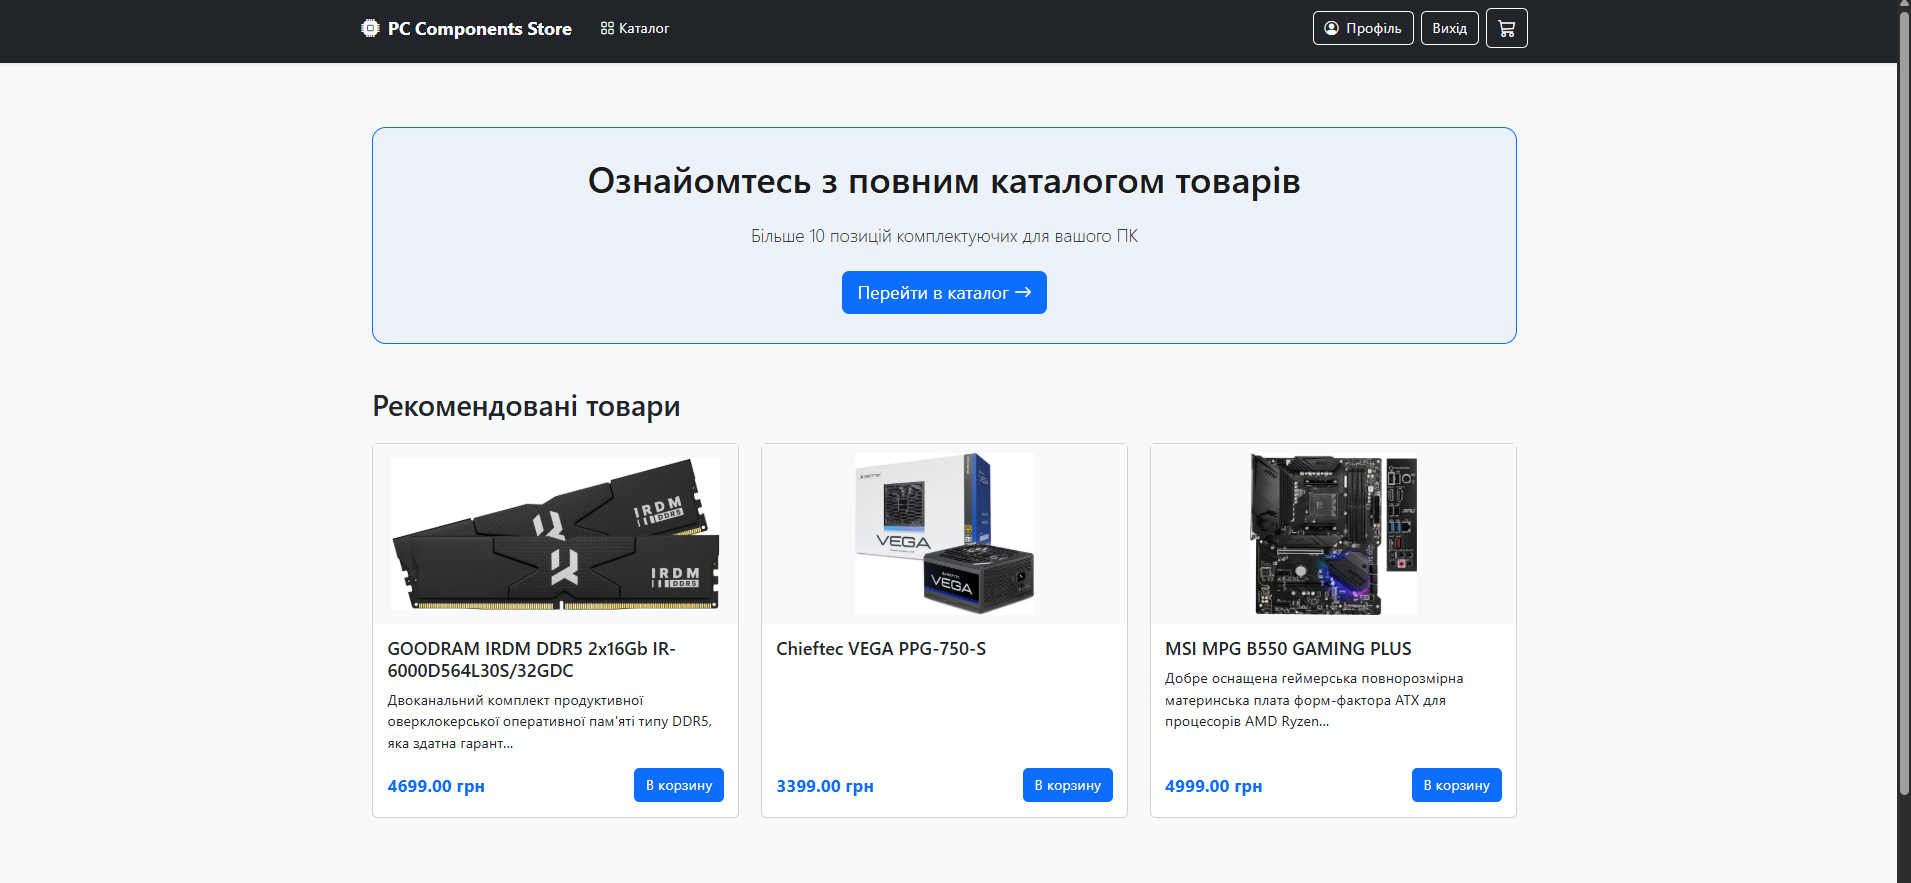 PC Components Store
Каталог
Профіль
Вихід
Ознайомтесь з повним каталогом товарів
Більше 10 позицій комплектуючих для вашого ПК
Перейти в каталог →
Рекомендовані товари
IRDM
DDR5
IRDM
DDR5
GOODRAM IRDM DDR5 2x16Gb IR-
6000D564L30S/32GDC
Двоканальний комплект продуктивної
оверклокерської оперативної пам'яті типу DDR5,
яка здатна гарант...
4699.00 грн
В корзину
VEGA
VEGA
Chieftec VEGA PPG-750-S
3399.00 грн
В корзину
MSI MPG B550 GAMING PLUS
Добре оснащена геймерська повнорозмірна
материнська плата форм-фактора ATX для
процесорів AMD Ryzen...
4999.00 грн
В корзину